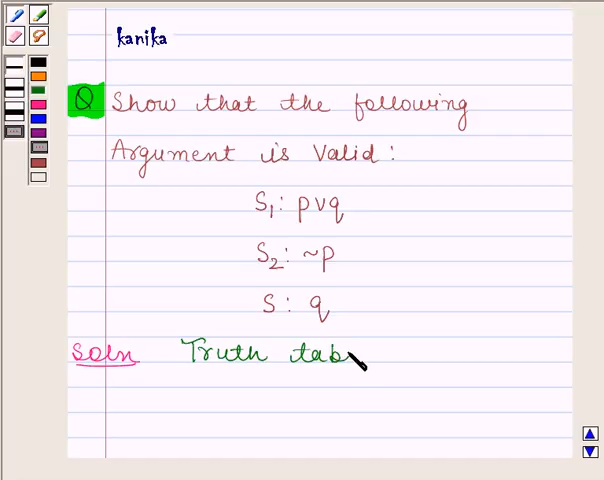 kanika
Q Show that the following
Argument is valid:
S₁: p∨q
S₂: ~p
S: q
Soln Truth tab